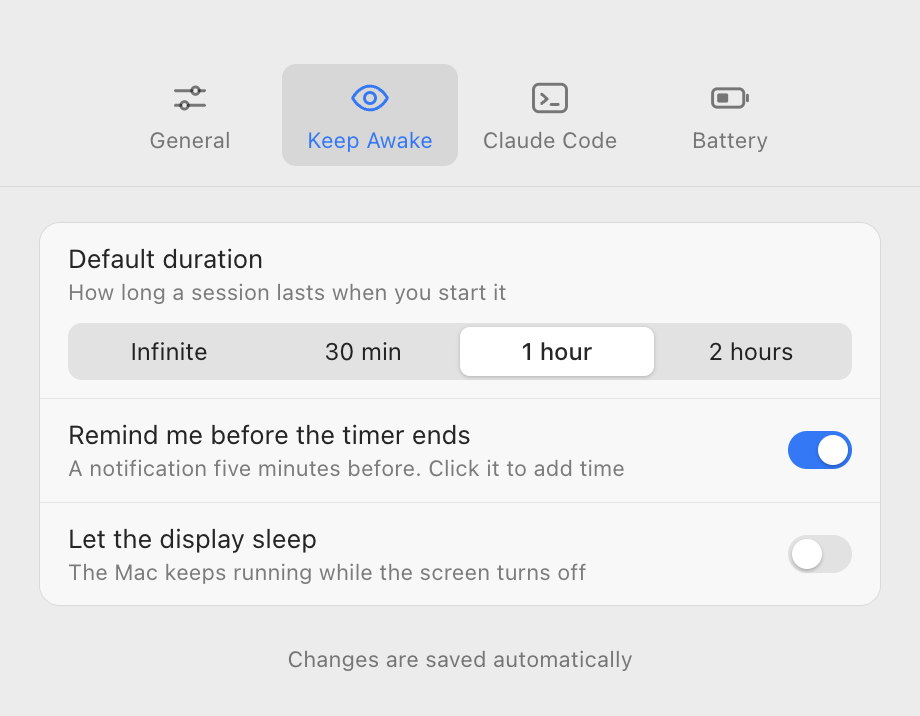 General
Keep Awake
Claude Code
Battery
Default duration
How long a session lasts when you start it
Infinite
30 min
1 hour
2 hours
Remind me before the timer ends
A notification five minutes before. Click it to add time
Let the display sleep
The Mac keeps running while the screen turns off
Changes are saved automatically